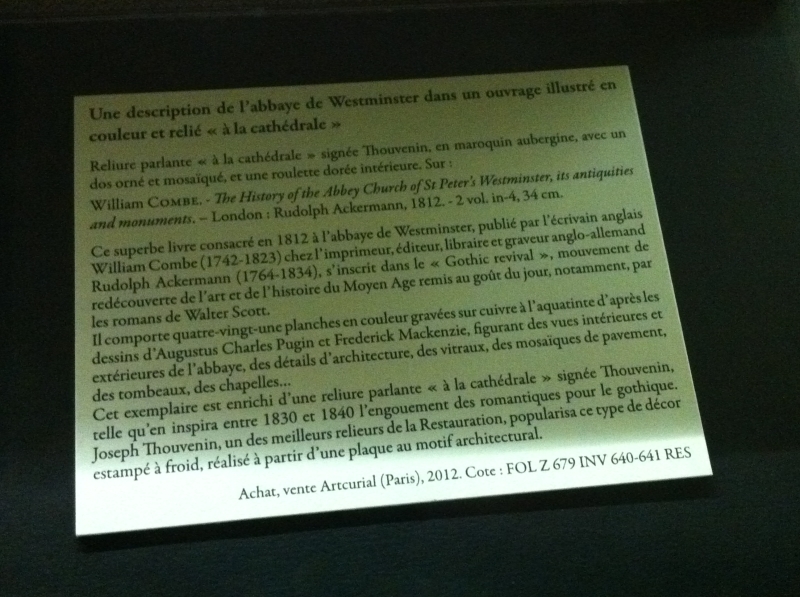 Une description de l'abbaye de Westminster dans un ouvrage illustré en
couleur et relié « à la cathédrale »
Reliure parlante « à la cathédrale » signée Thouvenin, en maroquin aubergine, avec un
dos orné et mosaïqué, et une roulette dorée intérieure. Sur :
William COMBE. - The History of the Abbey Church of St Peter's Westminster, its antiquities
and monuments. – London : Rudolph Ackermann, 1812. - 2 vol. in-4, 34 cm.
Ce superbe livre consacré en 1812 à l'abbaye de Westminster, publié par l'écrivain anglais
William Combe (1742-1823) chez l'imprimeur, éditeur, libraire et graveur anglo-allemand
Rudolph Ackermann (1764-1834), s'inscrit dans le « Gothic revival », mouvement de
redécouverte de l'art et de l'histoire du Moyen Age remis au goût du jour, notamment, par
les romans de Walter Scott.
Il comporte quatre-vingt-une planches en couleur gravées sur cuivre à l'aquatinte d'après les
dessins d'Augustus Charles Pugin et Frederick Mackenzie, figurant des vues intérieures et
extérieures de l'abbaye, des détails d'architecture, des vitraux, des mosaïques de pavement,
des tombeaux, des chapelles...
Cet exemplaire est enrichi d'une reliure parlante « à la cathédrale » signée Thouvenin,
telle qu'en inspira entre 1830 et 1840 l'engouement des romantiques pour le gothique.
Joseph Thouvenin, un des meilleurs relieurs de la Restauration, popularisa ce type de décor
estampé à froid, réalisé à partir d'une plaque au motif architectural.
Achat, vente Artcurial (Paris), 2012. Cote : FOL Z 679 INV 640-641 RES